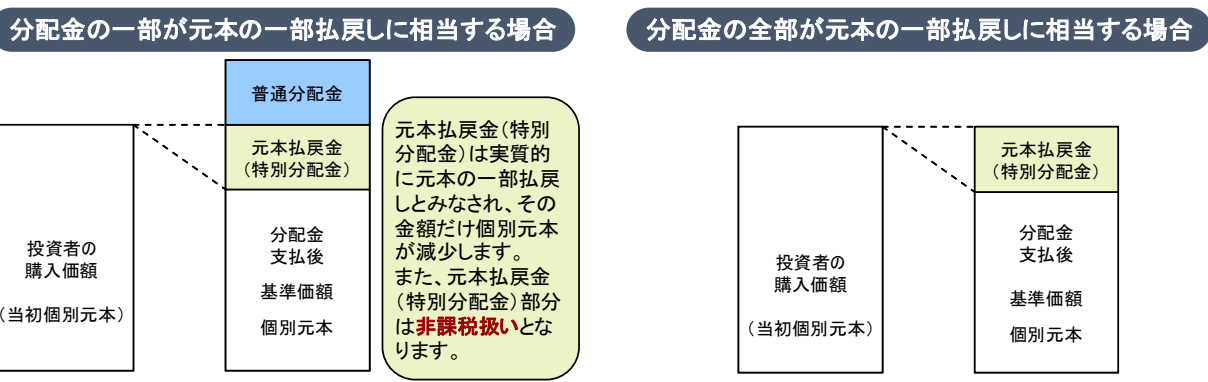 分配金の一部が元本の一部払戻しに相当する場合
普通分配金
元本払戻金
（特別分配金）
投資者の
購入価額
（当初個別元本）
分配金
支払後
基準価額
個別元本
元本払戻金（特別
分配金）は実質的
に元本の一部払戻
しとみなされ、その
金額だけ個別元本
が減少します。
また、元本払戻金
（特別分配金）部分
は非課税扱いとな
ります。
分配金の全部が元本の一部払戻しに相当する場合
元本払戻金
（特別分配金）
投資者の
購入価額
（当初個別元本）
分配金
支払後
基準価額
個別元本